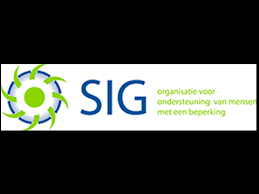 SIG
organisatie voor
ondersteuning van mensen
met een beperking